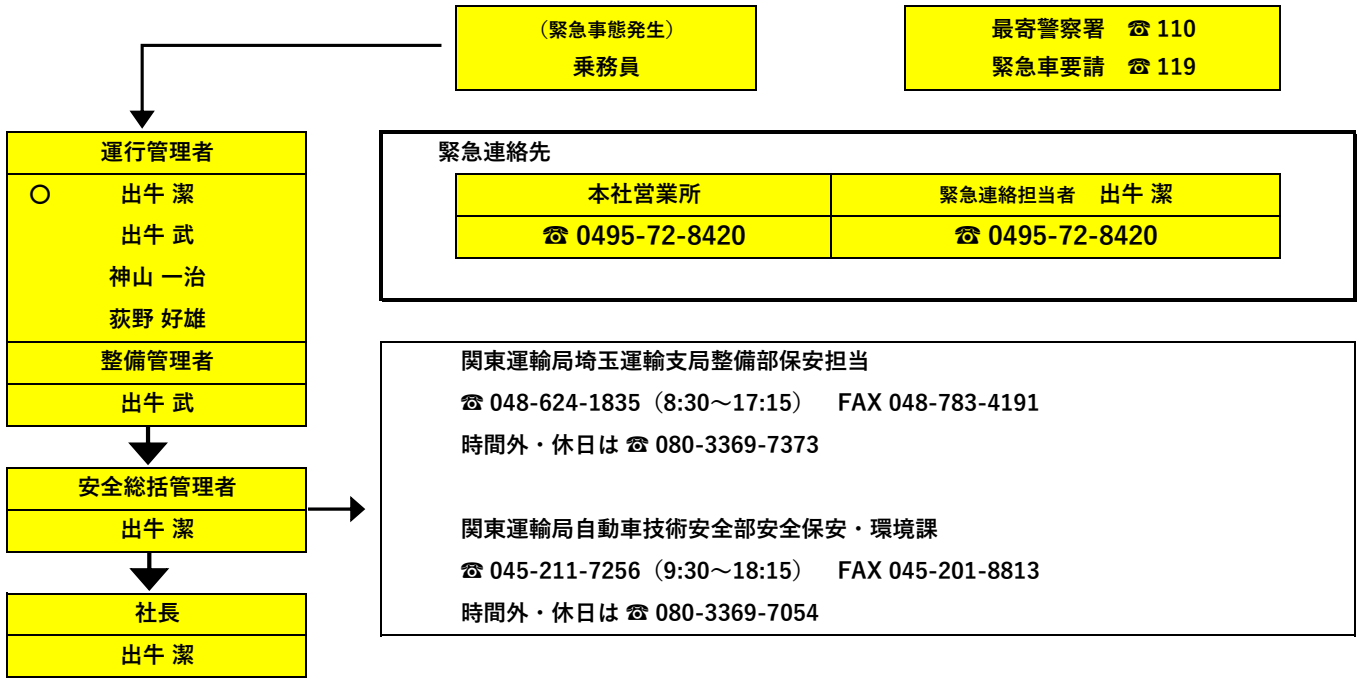 （緊急事態発生）
乗務員
最寄警察署　☎ 110
緊急車要請　☎ 119
運行管理者
〇 出牛 潔
出牛 武
神山 一治
荻野 好雄
整備管理者
出牛 武
安全総括管理者
出牛 潔
社長
出牛 潔
緊急連絡先
本社営業所
緊急連絡担当者　出牛 潔
☎ 0495-72-8420
☎ 0495-72-8420
関東運輸局埼玉運輸支局整備部保安担当
☎ 048-624-1835（8:30～17:15）　FAX 048-783-4191
時間外・休日は ☎ 080-3369-7373
関東運輸局自動車技術安全部安全保安・環境課
☎ 045-211-7256（9:30～18:15）　FAX 045-201-8813
時間外・休日は ☎ 080-3369-7054